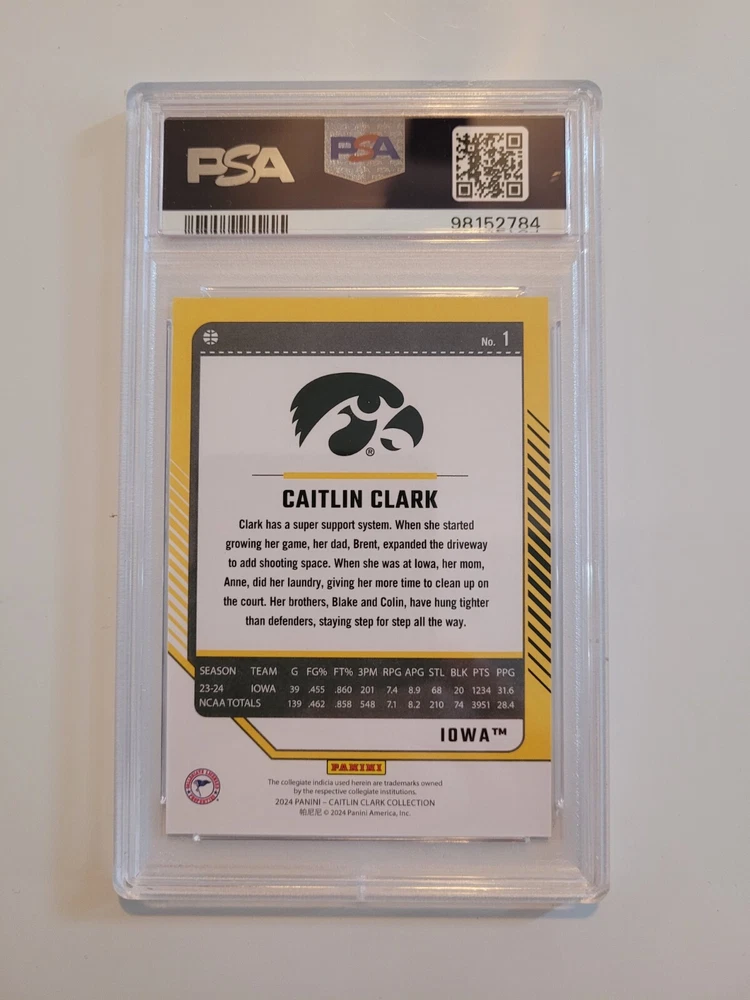 PSA
PSA
98152784
No. 1
®
CAITLIN CLARK
Clark has a super support system. When she started
growing her game, her dad, Brent, expanded the driveway
to add shooting space. When she was at Iowa, her mom,
Anne, did her laundry, giving her more time to clean up on
the court. Her brothers, Blake and Colin, have hung tighter
than defenders, staying step for step all the way.
SEASON TEAM G FG% FT% 3PM RPG APG STL BLK PTS PPG
23-24 IOWA 39 .455 .860 201 7.4 8.9 68 20 1234 31.6
NCAA TOTALS 139 .462 .858 548 7.1 8.2 210 74 3951 28.4
IOWA™
PANINI
The collegiate indicia used herein are trademarks owned
by the respective collegiate institutions.
2024 PANINI – CAITLIN CLARK COLLECTION
帕尼尼 © 2024 Panini America, Inc.